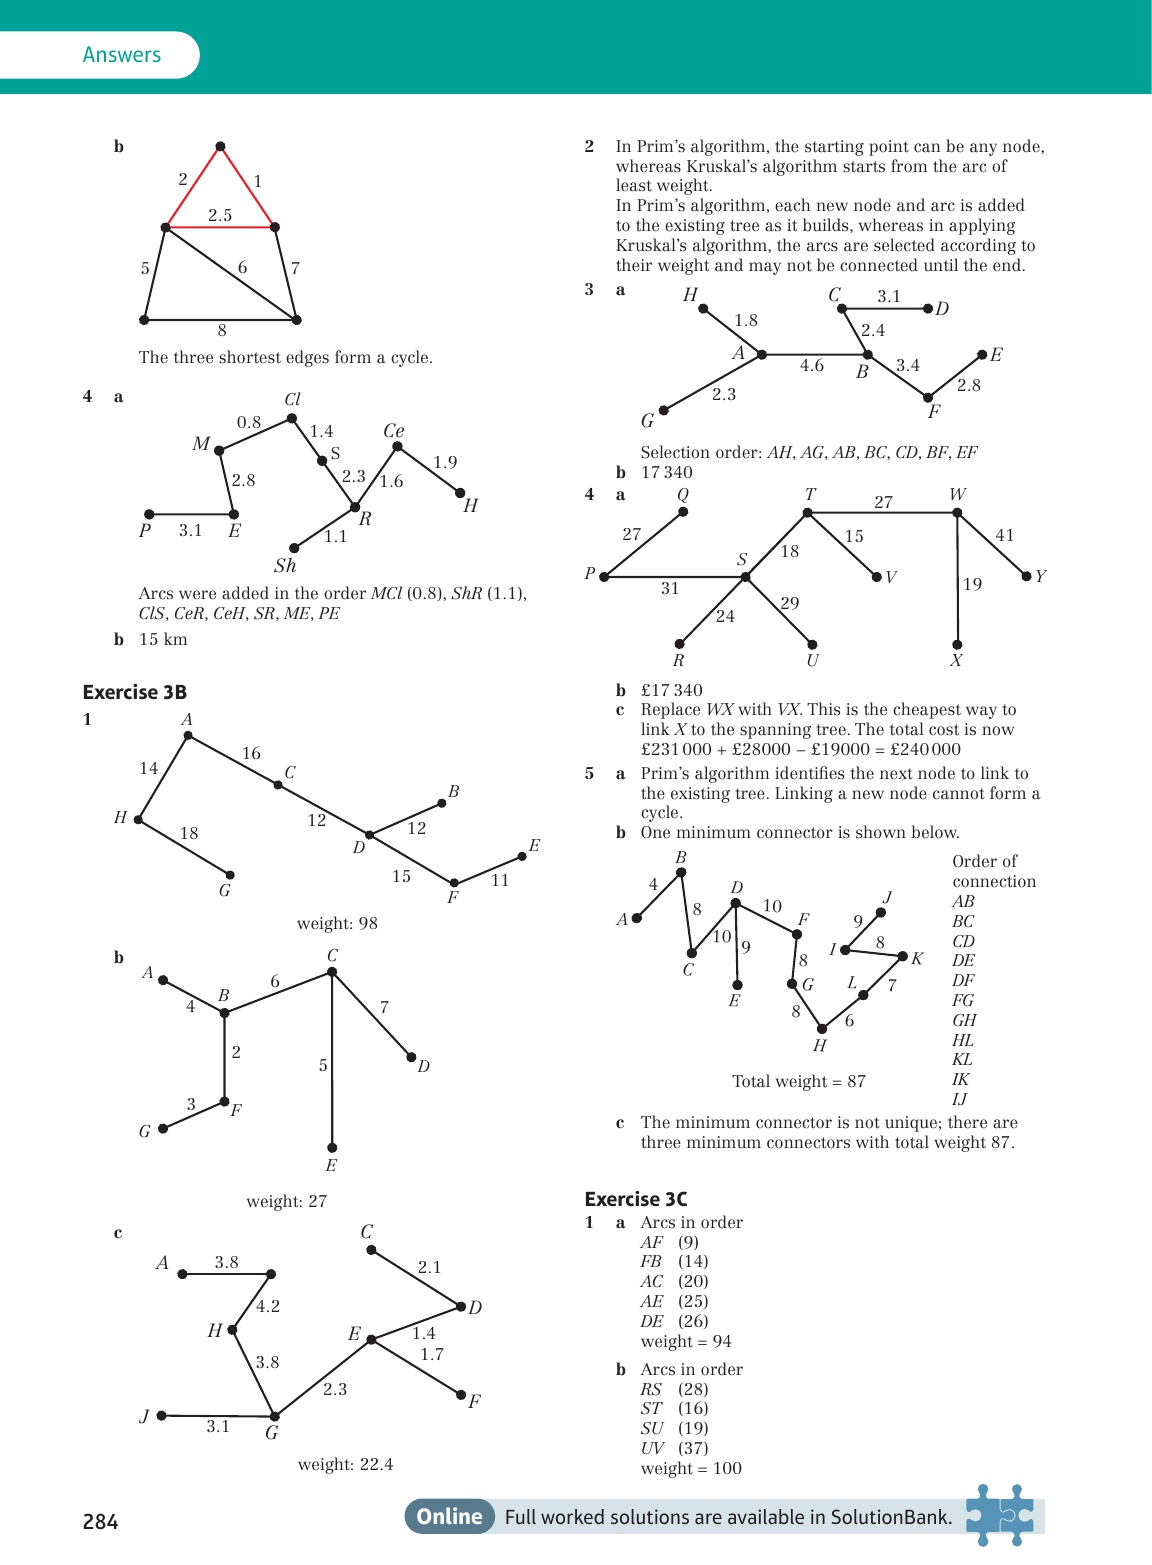 Answers
b
2
1
2.5
5
6
7
8
The three shortest edges form a cycle.
4 a
Cl
0.8
1.4
Ce
M
S
1.9
2.8
2.3
1.6
H
R
P
3.1
E
1.1
Sh
Arcs were added in the order MCl (0.8), ShR (1.1),
ClS, CeR, CeH, SR, ME, PE
b 15 km
Exercise 3B
1
A
16
14
C
B
H
12
12
18
D
E
15
11
G
F
weight: 98
b
C
A
6
4
B
7
2
5
D
3
F
G
E
weight: 27
c
C
A
3.8
2.1
4.2
D
H
E
1.4
1.7
3.8
2.3
F
J
3.1
G
weight: 22.4
2 In Prim's algorithm, the starting point can be any node,
whereas Kruskal's algorithm starts from the arc of
least weight.
In Prim's algorithm, each new node and arc is added
to the existing tree as it builds, whereas in applying
Kruskal's algorithm, the arcs are selected according to
their weight and may not be connected until the end.
3 a
H
C
3.1
D
1.8
2.4
A
E
4.6
B
3.4
2.8
2.3
F
G
Selection order: AH, AG, AB, BC, CD, BF, EF
b 17 340
4 a
Q
T
27
W
27
15
41
18
S
P
V
Y
31
19
29
24
R
U
X
b £17 340
c Replace WX with VX. This is the cheapest way to
link X to the spanning tree. The total cost is now
£231 000 + £28000 – £19000 = £240 000
5 a Prim's algorithm identifies the next node to link to
the existing tree. Linking a new node cannot form a
cycle.
b One minimum connector is shown below.
B
4
D
J
8
10
F
9
A
10
9
I
8
K
C
8
G
L
7
E
8
6
H
Total weight = 87
Order of
connection
AB
BC
CD
DE
DF
FG
GH
HL
KL
IK
IJ
c The minimum connector is not unique; there are
three minimum connectors with total weight 87.
Exercise 3C
1 a Arcs in order
AF (9)
FB (14)
AC (20)
AE (25)
DE (26)
weight = 94
b Arcs in order
RS (28)
ST (16)
SU (19)
UV (37)
weight = 100
284
Online Full worked solutions are available in SolutionBank.